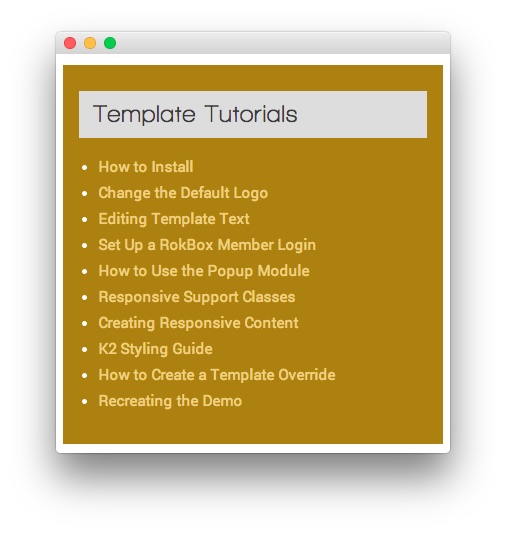 Template Tutorials
How to Install
Change the Default Logo
Editing Template Text
Set Up a RokBox Member Login
How to Use the Popup Module
Responsive Support Classes
Creating Responsive Content
K2 Styling Guide
How to Create a Template Override
Recreating the Demo